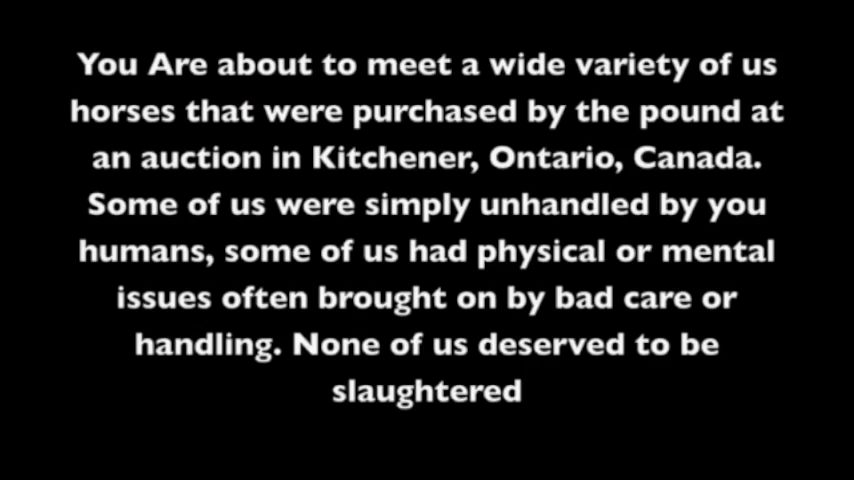 You Are about to meet a wide variety of us
horses that were purchased by the pound at
an auction in Kitchener, Ontario, Canada.
Some of us were simply unhandled by you
humans, some of us had physical or mental
issues often brought on by bad care or
handling. None of us deserved to be
slaughtered